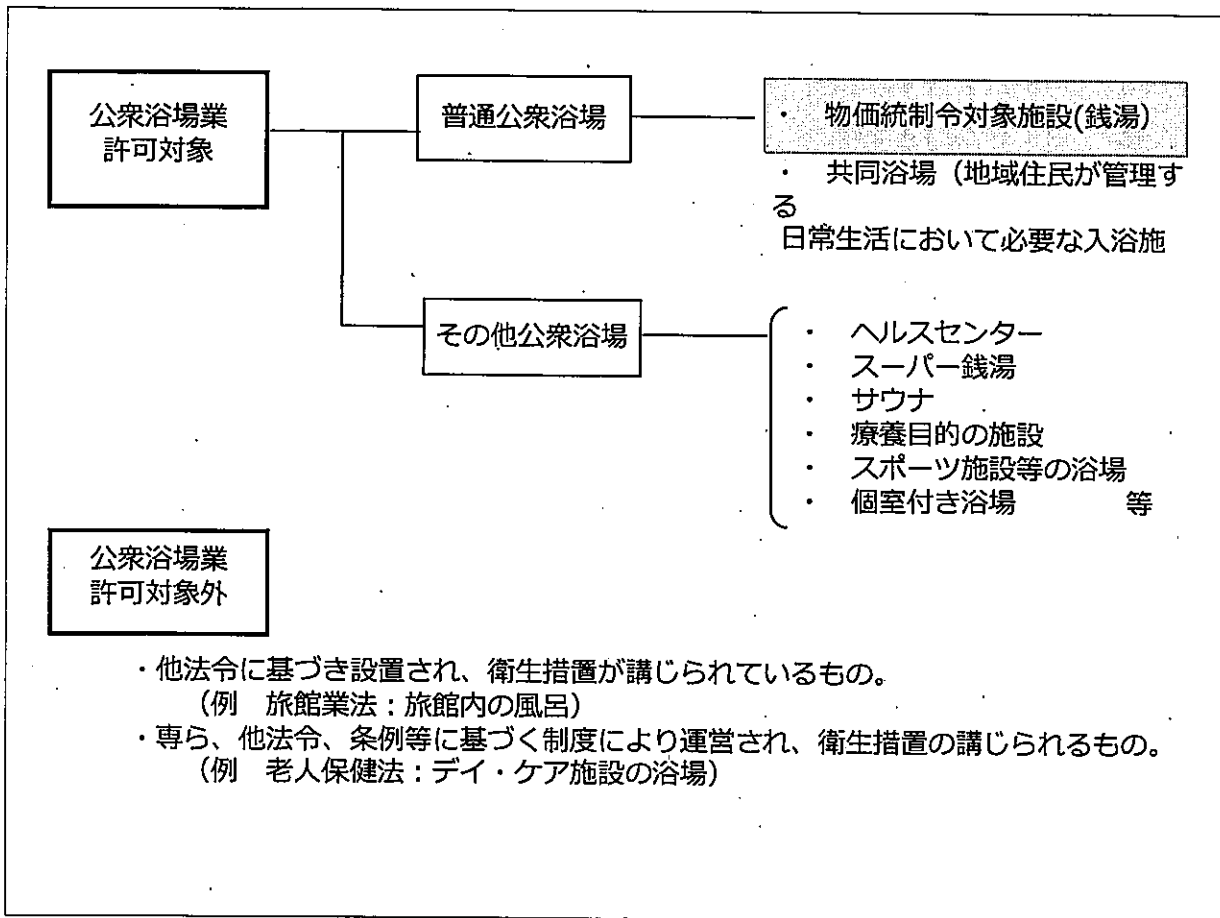 公衆浴場業
許可対象
普通公衆浴場
・ 物価統制令対象施設(銭湯)
・ 共同浴場（地域住民が管理す
る
日常生活において必要な入浴施
その他公衆浴場
・ ヘルスセンター
・ スーパー銭湯
・ サウナ
・ 療養目的の施設
・ スポーツ施設等の浴場
・ 個室付き浴場 等
公衆浴場業
許可対象外
・他法令に基づき設置され、衛生措置が講じられているもの。
（例 旅館業法：旅館内の風呂）
・専ら、他法令、条例等に基づく制度により運営され、衛生措置の講じられるもの。
（例 老人保健法：デイ・ケア施設の浴場）